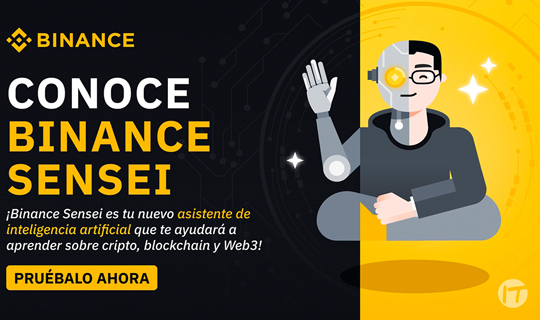 BINANCE
CONOCE
BINANCE
SENSEI
¡Binance Sensei es tu nuevo asistente de
inteligencia artificial que te ayudará a
aprender sobre cripto, blockchain y Web3!
PRUÉBALO AHORA
IT